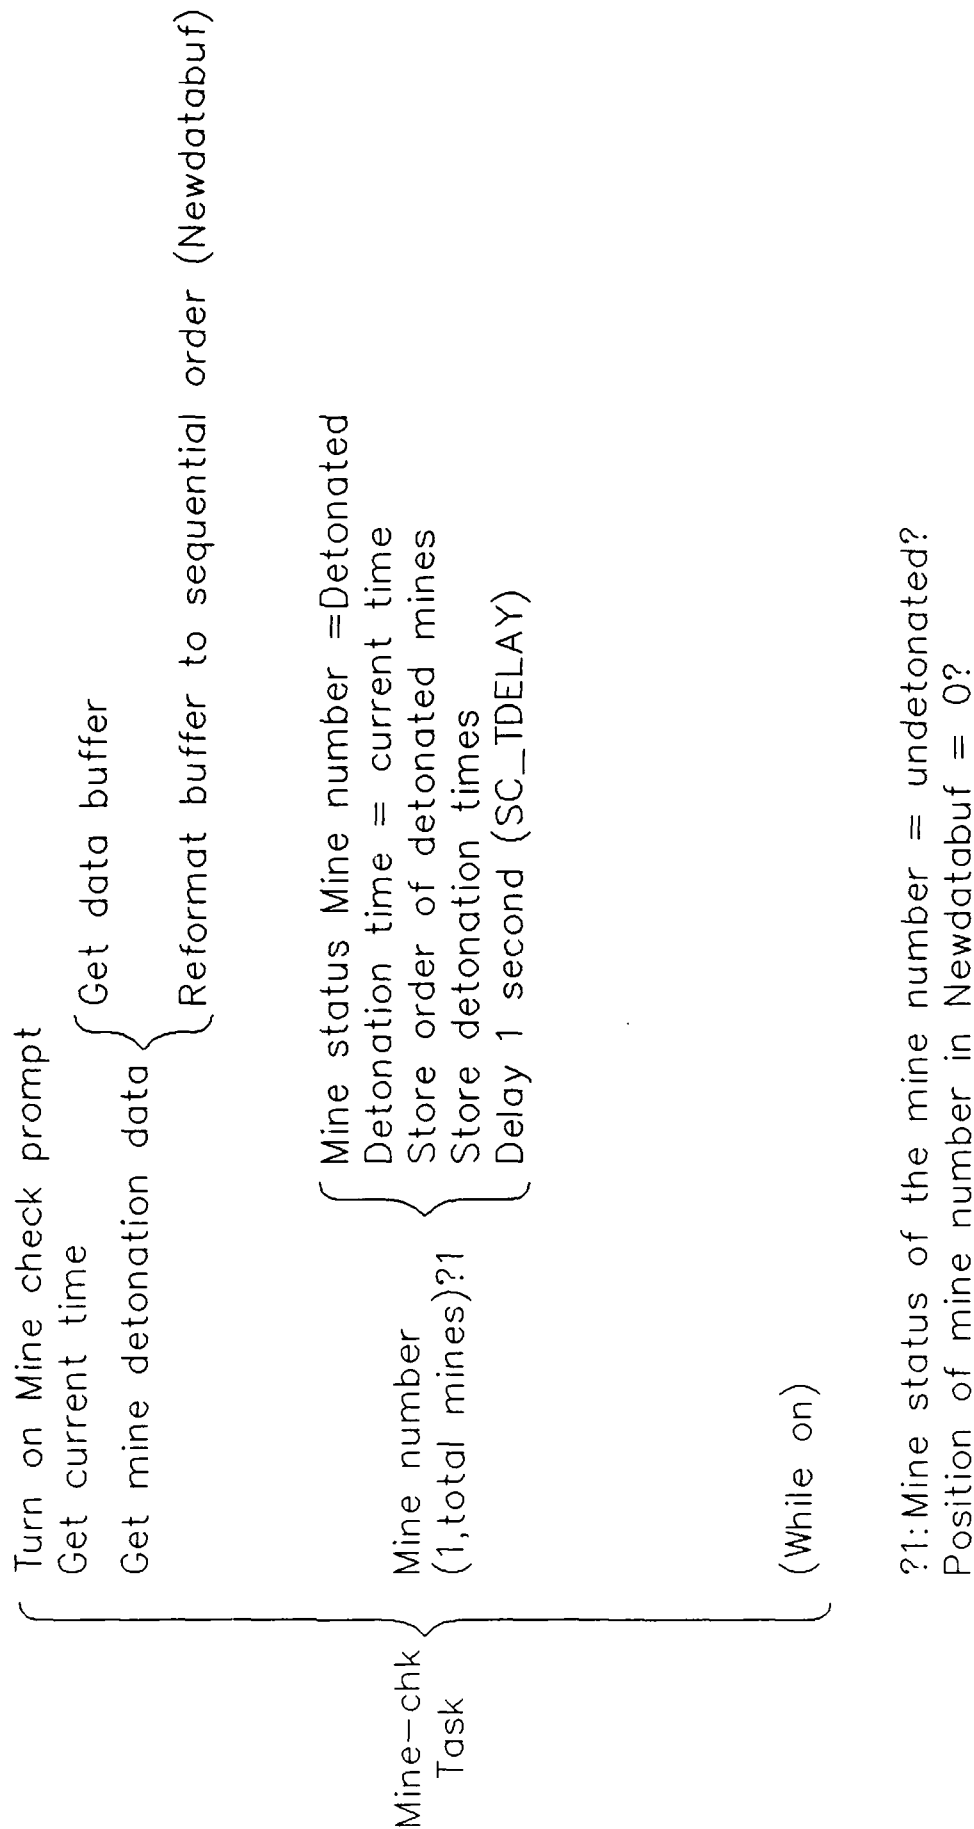 Turn on Mine check prompt
Get current time
Get mine detonation data
Get data buffer
Reformat buffer to sequential order (Newdatabuf)
Mine-chk
Task
Mine number
(1,total mines)?1
Mine status Mine number =Detonated
Detonation time = current time
Store order of detonated mines
Store detonation times
Delay 1 second (SC_TDELAY)
(While on)
?1:Mine status of the mine number = undetonated?
Position of mine number in Newdatabuf = 0?